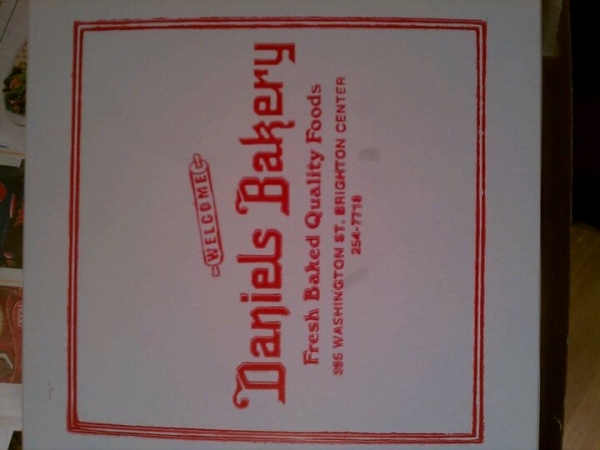 WELCOME
Daniels Bakery
Fresh Baked Quality Foods
395 WASHINGTON ST. BRIGHTON CENTER
254-7718